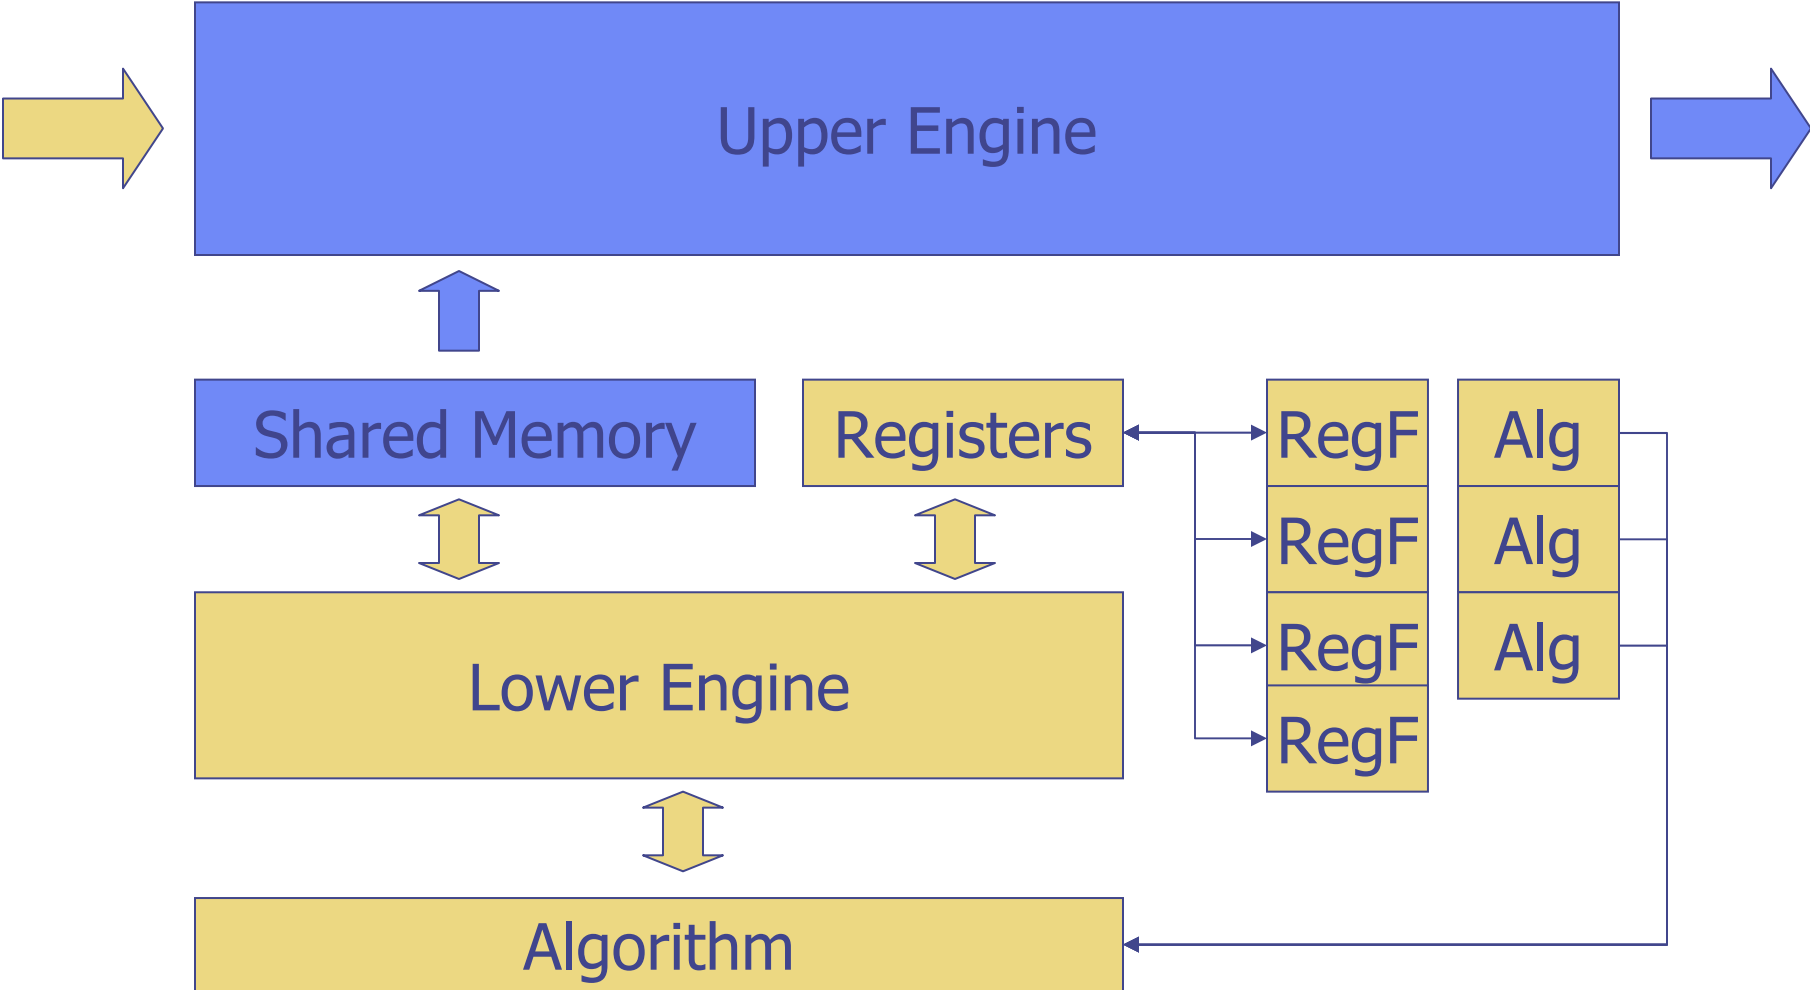 Upper Engine
Shared Memory
Registers
RegF
Alg
RegF
Alg
RegF
Alg
Lower Engine
RegF
Algorithm